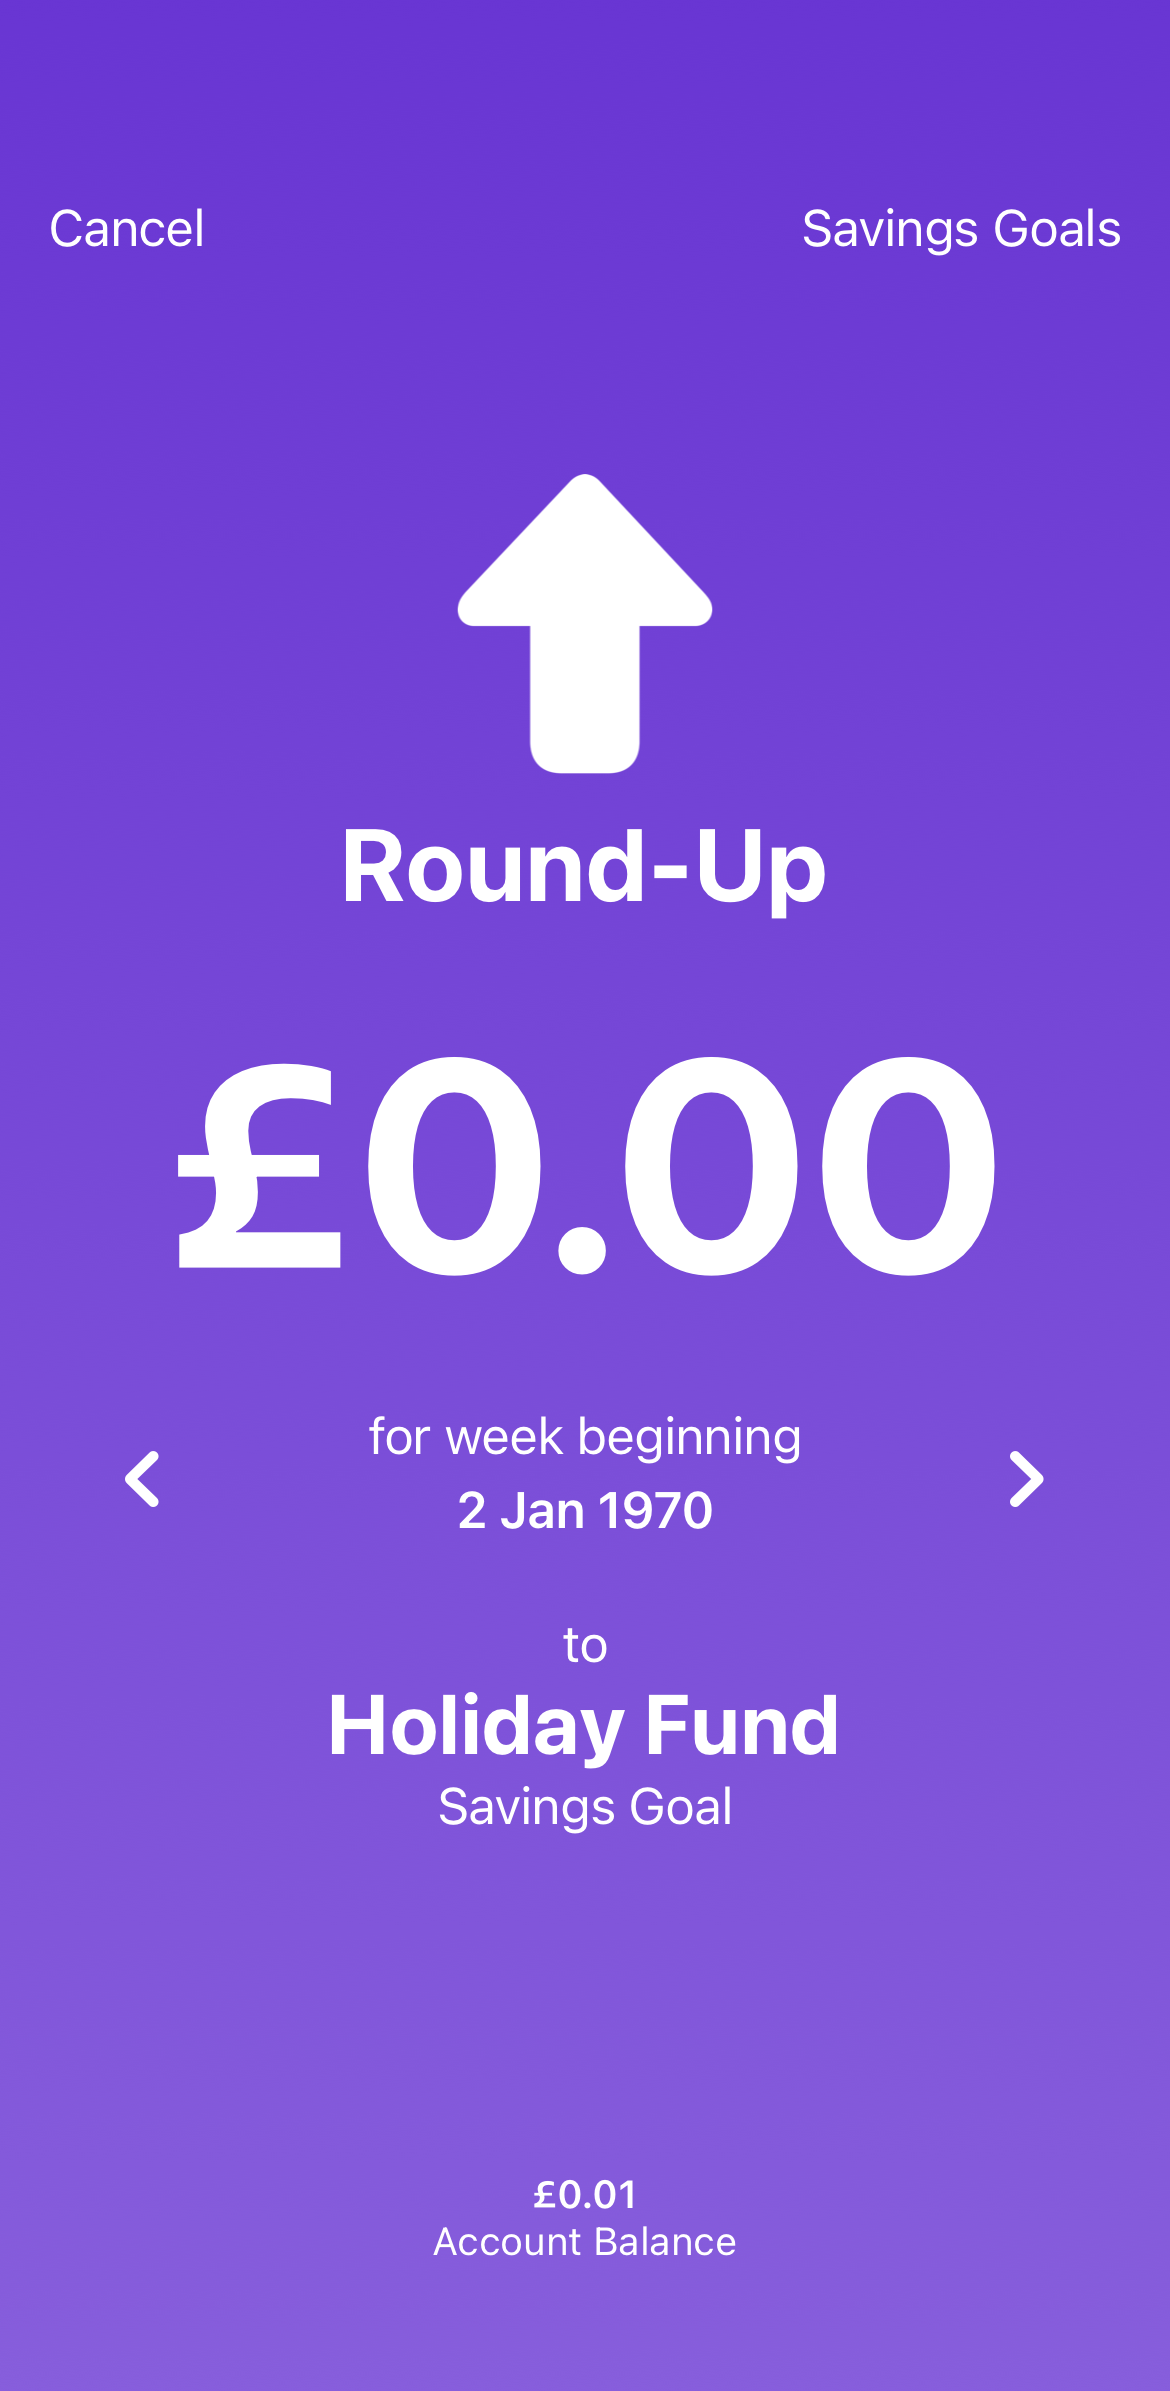 Cancel
Savings Goals
Round-Up
£0.00
for week beginning
2 Jan 1970
to
Holiday Fund
Savings Goal
£0.01
Account Balance